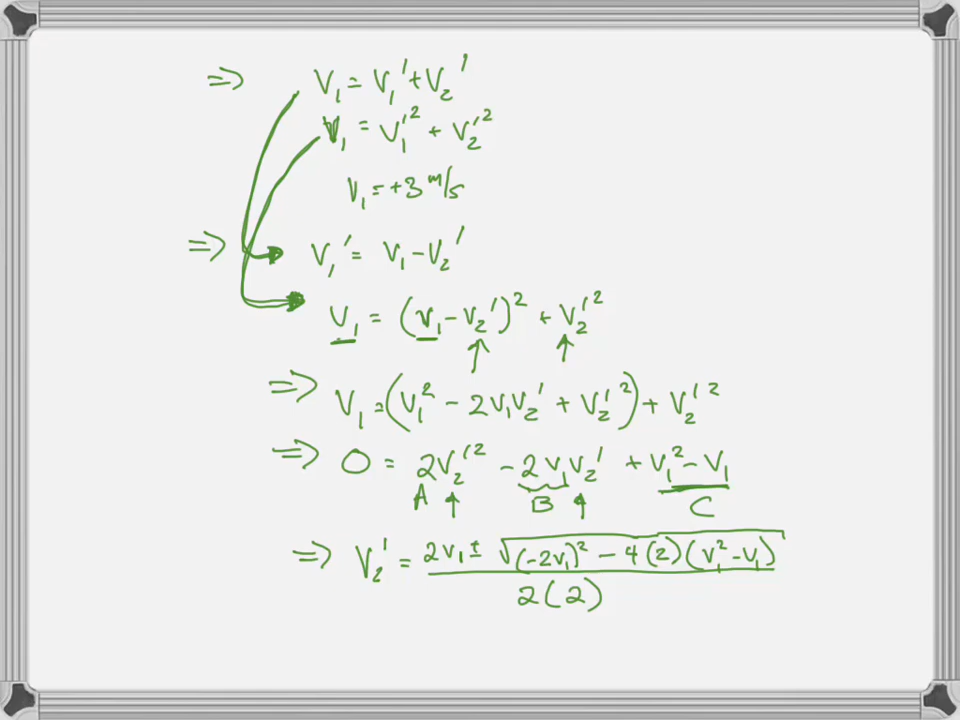 => V₁ = V₁' + V₂'
V₁ = V₁'² + V₂'²
V₁ = +3 m/s
=> V₁' = V₁ - V₂'
V₁ = (V₁ - V₂')² + V₂'²
=> V₁ = (V₁² - 2V₁V₂' + V₂'²) + V₂'²
=> O = 2V₂'² - 2V₁V₂' + V₁² - V₁
A B C
=> V₂' = 2V₁ ± √((-2V₁)² - 4(2)(V₁² - V₁))
2(2)